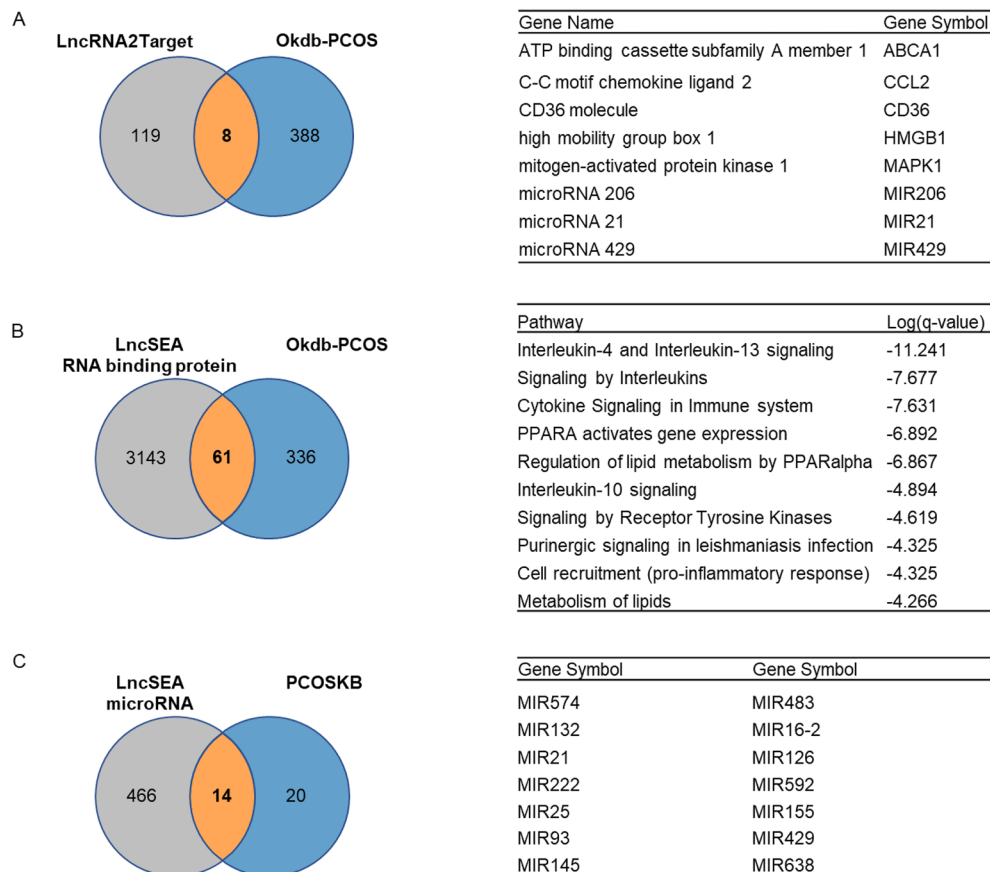 A
LncRNA2Target Okdb-PCOS
119 8 388
Gene Name Gene Symbol
ATP binding cassette subfamily A member 1 ABCA1
C-C motif chemokine ligand 2 CCL2
CD36 molecule CD36
high mobility group box 1 HMGB1
mitogen-activated protein kinase 1 MAPK1
microRNA 206 MIR206
microRNA 21 MIR21
microRNA 429 MIR429
B
LncSEA
RNA binding protein
Okdb-PCOS
3143 61 336
Pathway Log(q-value)
Interleukin-4 and Interleukin-13 signaling -11.241
Signaling by Interleukins -7.677
Cytokine Signaling in Immune system -7.631
PPARA activates gene expression -6.892
Regulation of lipid metabolism by PPARalpha -6.867
Interleukin-10 signaling -4.894
Signaling by Receptor Tyrosine Kinases -4.619
Purinergic signaling in leishmaniasis infection -4.325
Cell recruitment (pro-inflammatory response) -4.325
Metabolism of lipids -4.266
C
LncSEA
microRNA
PCOSKB
466 14 20
Gene Symbol Gene Symbol
MIR574 MIR483
MIR132 MIR16-2
MIR21 MIR126
MIR222 MIR592
MIR25 MIR155
MIR93 MIR429
MIR145 MIR638